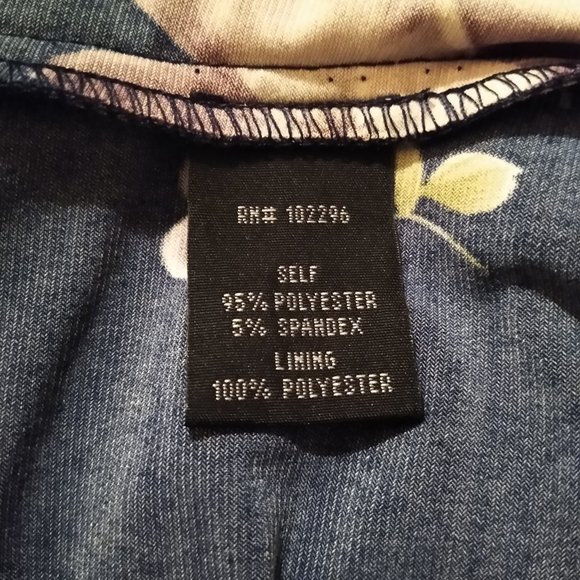 RN# 102296
SELF
95% POLYESTER
5% SPANDEX
LINING
100% POLYESTER